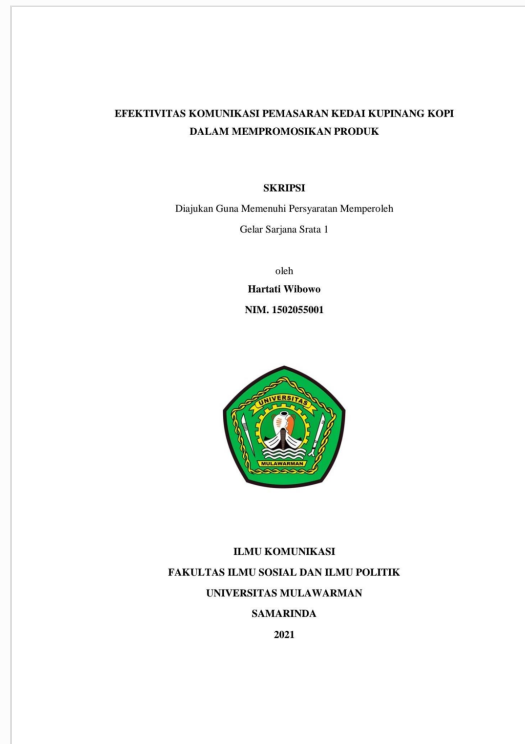 EFEKTIVITAS KOMUNIKASI PEMASARAN KEDAI KUPINANG KOPI
DALAM MEMPROMOSIKAN PRODUK
SKRIPSI
Diajukan Guna Memenuhi Persyaratan Memperoleh
Gelar Sarjana Srata 1
oleh
Hartati Wibowo
NIM. 1502055001
UNIVERSITAS
MULAWARMAN
ILMU KOMUNIKASI
FAKULTAS ILMU SOSIAL DAN ILMU POLITIK
UNIVERSITAS MULAWARMAN
SAMARINDA
2021